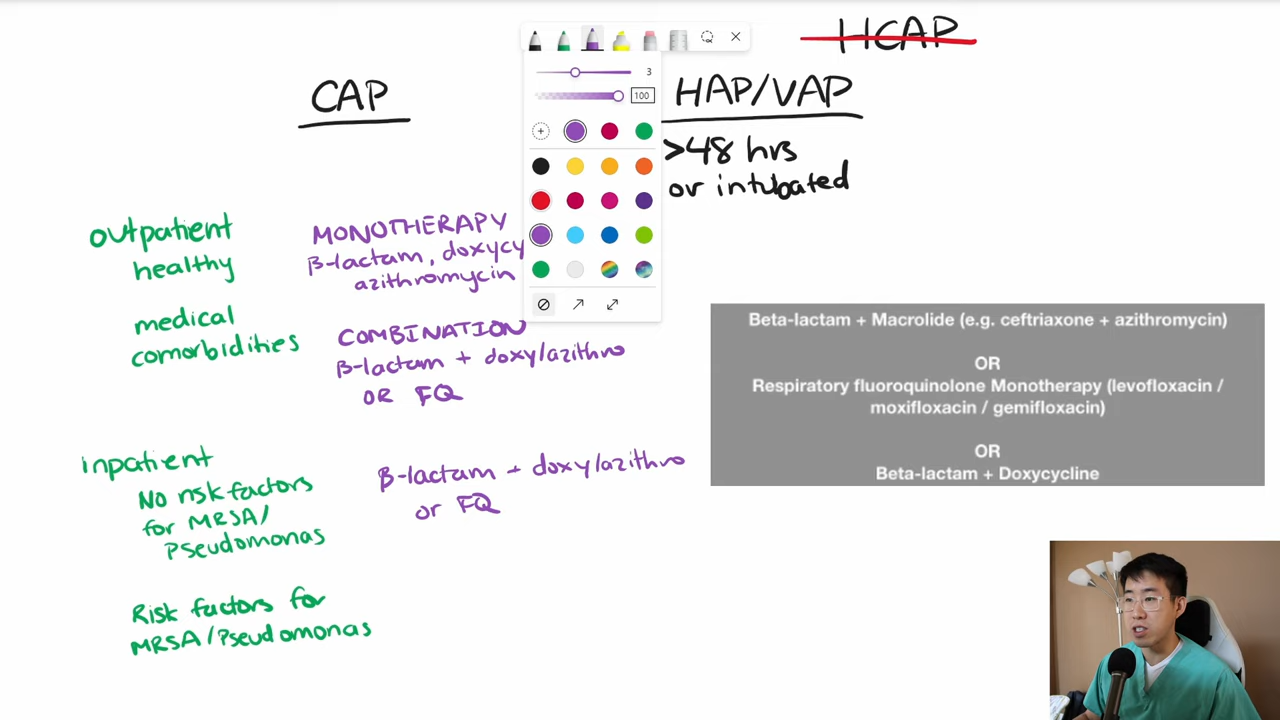 HCAP
CAP
HAP/VAP
>48 hrs
or intubated
3
100
outpatient
healthy
MONOTHERAPY
β-lactam, doxycy
azithromycin
medical
comorbidities
COMBINATION
β-lactam + doxy/azithro
OR FQ
inpatient
No risk factors
for MRSA/
Pseudomonas
β-lactam + doxy/azithro
or FQ
Risk factors for
MRSA/Pseudomonas
Beta-lactam + Macrolide (e.g. ceftriaxone + azithromycin)
OR
Respiratory fluoroquinolone Monotherapy (levofloxacin /
moxifloxacin / gemifloxacin)
OR
Beta-lactam + Doxycycline